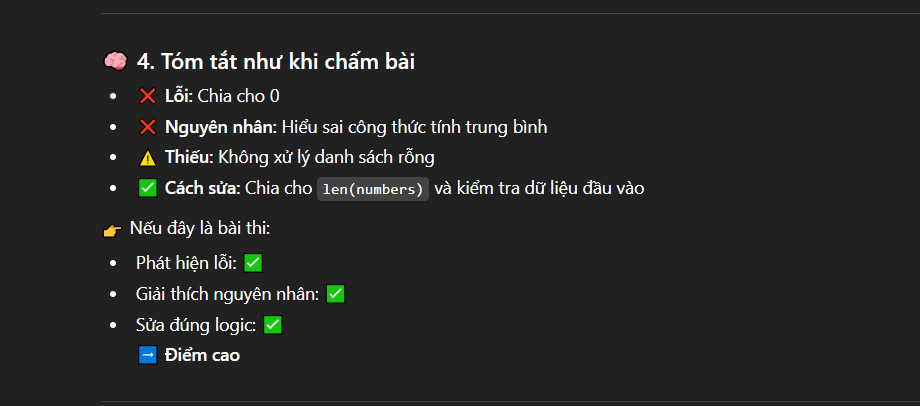 🧠 4. Tóm tắt như khi chấm bài
• ❌ Lỗi: Chia cho 0
• ❌ Nguyên nhân: Hiểu sai công thức tính trung bình
• ⚠️ Thiếu: Không xử lý danh sách rỗng
• ✅ Cách sửa: Chia cho len(numbers) và kiểm tra dữ liệu đầu vào
👉 Nếu đây là bài thi:
• Phát hiện lỗi: ✅
• Giải thích nguyên nhân: ✅
• Sửa đúng logic: ✅
➡️ Điểm cao